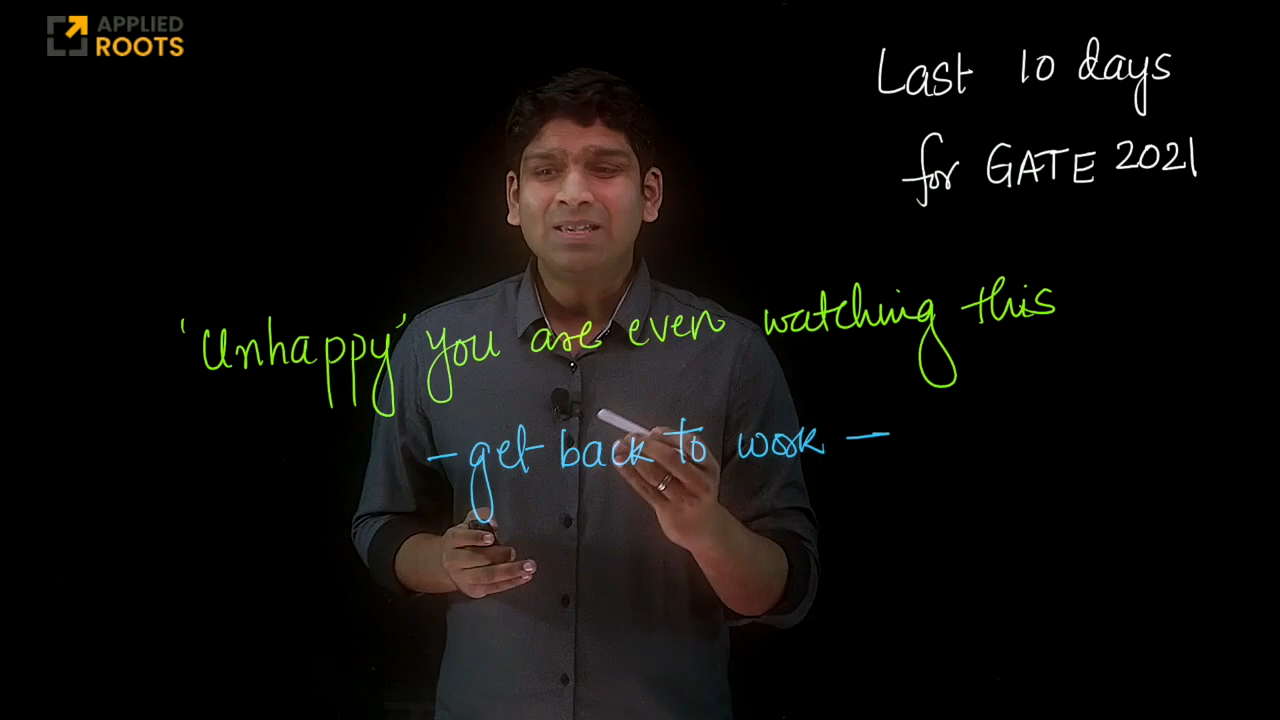 APPLIED
ROOTS
Last 10 days
for GATE 2021
'Unhappy' you are even watching this
- get back to work -